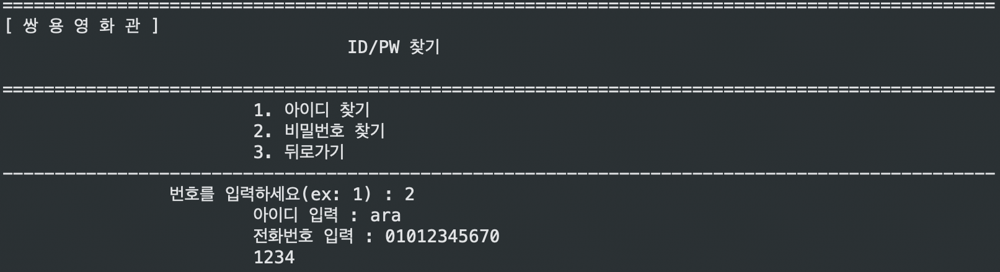 ================================================================================================
[ 쌍 용 영 화 관 ]
ID/PW 찾기
================================================================================================
1. 아이디 찾기
2. 비밀번호 찾기
3. 뒤로가기
------------------------------------------------------------------------------------------------
번호를 입력하세요(ex: 1) : 2
아이디 입력 : ara
전화번호 입력 : 01012345670
1234